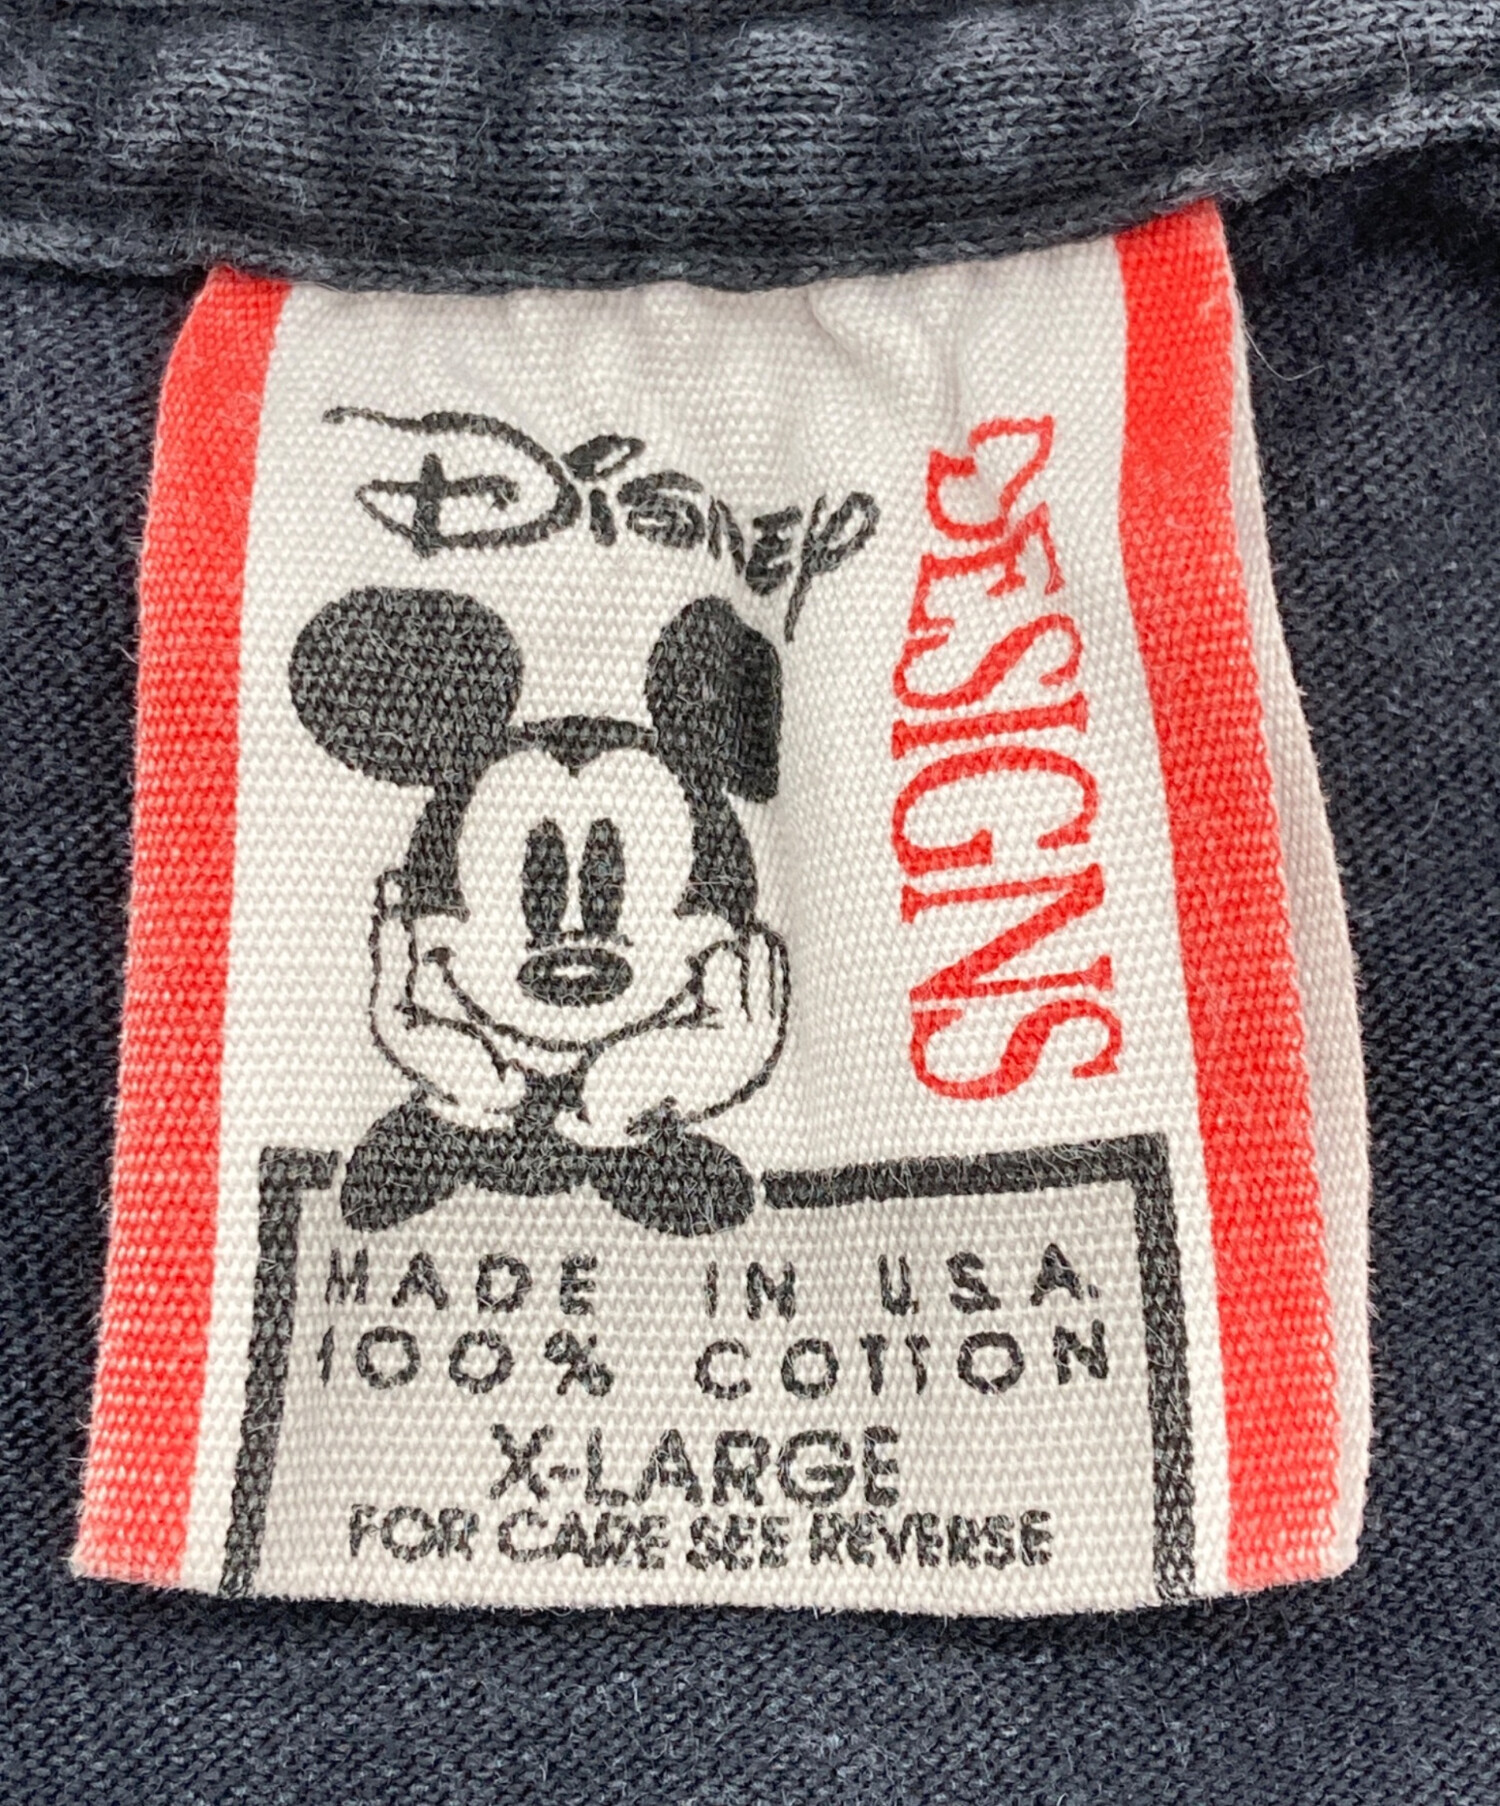 Disney
DESIGNS
MADE IN U.S.A.
100% COTTON
X-LARGE
FOR CARE SEE REVERSE